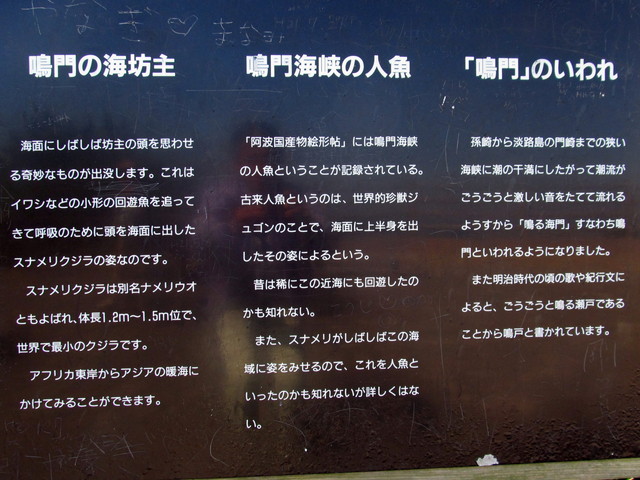 やなぎ♡
まなみ
鳴門の海坊主
海面にしばしば坊主の頭を思わせ
る奇妙なものが出没します。これは
イワシなどの小形の回遊魚を追って
きて呼吸のために頭を海面に出した
スナメリクジラの姿なのです。
スナメリクジラは別名ナメリウオ
ともよばれ、体長1.2m〜1.5m位で、
世界で最小のクジラです。
アフリカ東岸からアジアの暖海に
かけてみることができます。
鳴門海峡の人魚
「阿波国産物絵形帖」には鳴門海峡
の人魚ということが記録されている。
古来人魚というのは、世界的珍獣ジ
ュゴンのことで、海面に上半身を出
したその姿によるという。
昔は稀にこの近海にも回遊したの
かも知れない。
また、スナメリがしばしばこの海
域に姿をみせるので、これを人魚と
いったのかも知れないが詳しくはな
い。
「鳴門」のいわれ
孫崎から淡路島の門崎までの狭い
海峡に潮の干満にしたがって潮流が
ごうごうと激しい音をたてて流れる
ようすから「鳴る海門」すなわち鳴
門といわれるようになりました。
また明治時代の頃の歌や紀行文に
よると、ごうごうと鳴る瀬戸である
ことから鳴戸と書かれています。